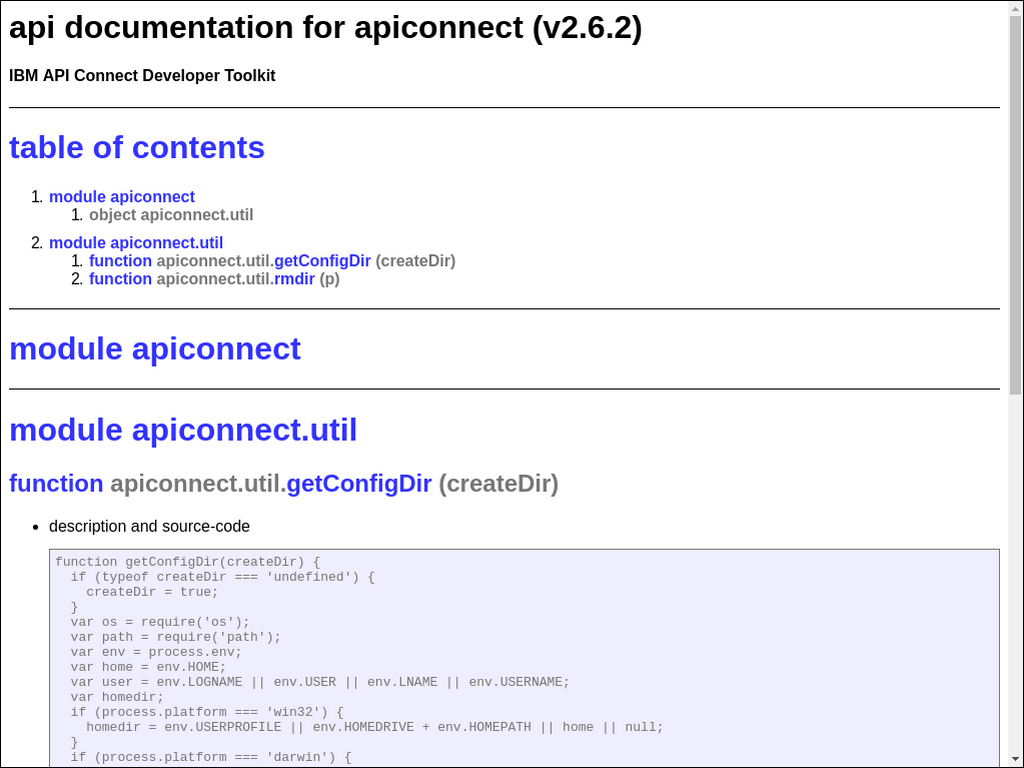 api documentation for apiconnect (v2.6.2)
IBM API Connect Developer Toolkit
table of contents
1. module apiconnect
1. object apiconnect.util
2. module apiconnect.util
1. function apiconnect.util.getConfigDir (createDir)
2. function apiconnect.util.rmdir (p)
module apiconnect
module apiconnect.util
function apiconnect.util.getConfigDir (createDir)
• description and source-code
function getConfigDir(createDir) {
  if (typeof createDir === 'undefined') {
    createDir = true;
  }
  var os = require('os');
  var path = require('path');
  var env = process.env;
  var home = env.HOME;
  var user = env.LOGNAME || env.USER || env.LNAME || env.USERNAME;
  var homedir;
  if (process.platform === 'win32') {
    homedir = env.USERPROFILE || env.HOMEDRIVE + env.HOMEPATH || home || null;
  }
  if (process.platform === 'darwin') {